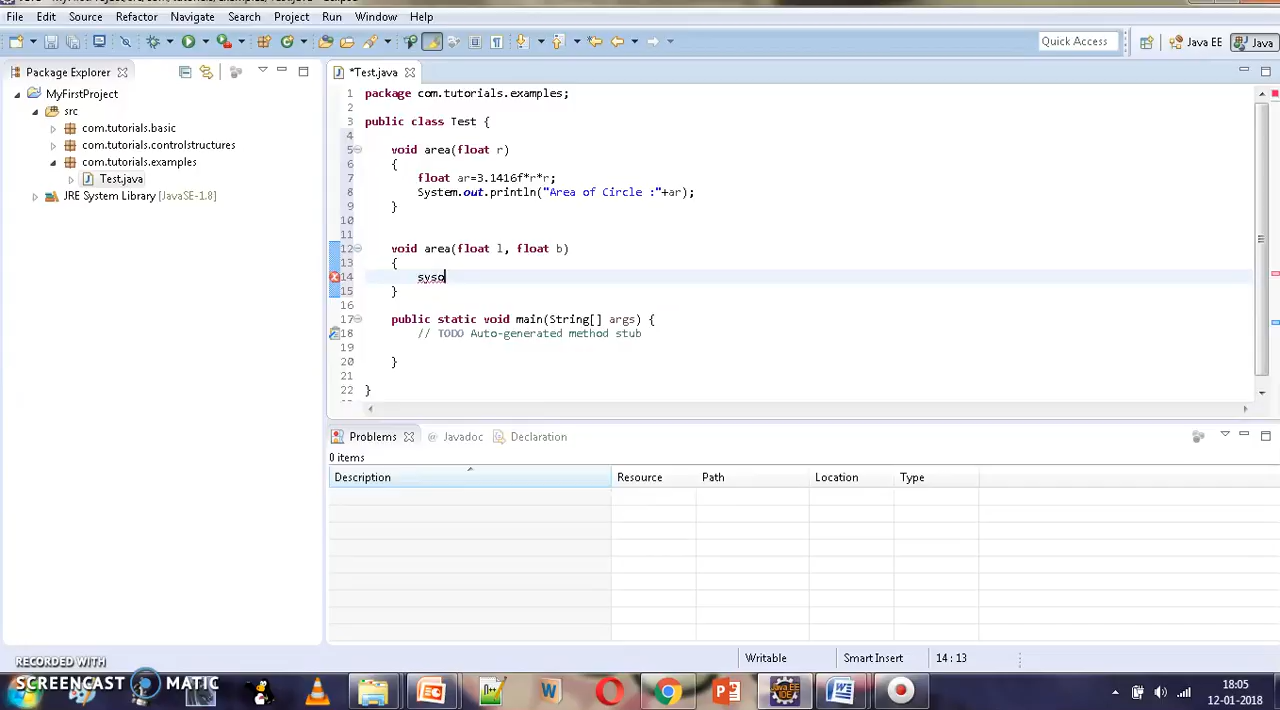 File Edit Source Refactor Navigate Search Project Run Window Help
Quick Access Java EE Java
Package Explorer
MyFirstProject
src
com.tutorials.basic
com.tutorials.controlstructures
com.tutorials.examples
Test.java
JRE System Library [JavaSE-1.8]
*Test.java
1 package com.tutorials.examples;
2
3 public class Test {
4
5 void area(float r)
6 {
7 float ar=3.1416f*r*r;
8 System.out.println("Area of Circle :"+ar);
9 }
10
11
12 void area(float l, float b)
13 {
14 syso
15 }
16
17 public static void main(String[] args) {
18 // TODO Auto-generated method stub
19
20 }
21
22 }
Problems @ Javadoc Declaration
0 items
Description Resource Path Location Type
Writable Smart Insert 14 : 13
RECORDED WITH
SCREENCAST MATIC
18:05
12-01-2018